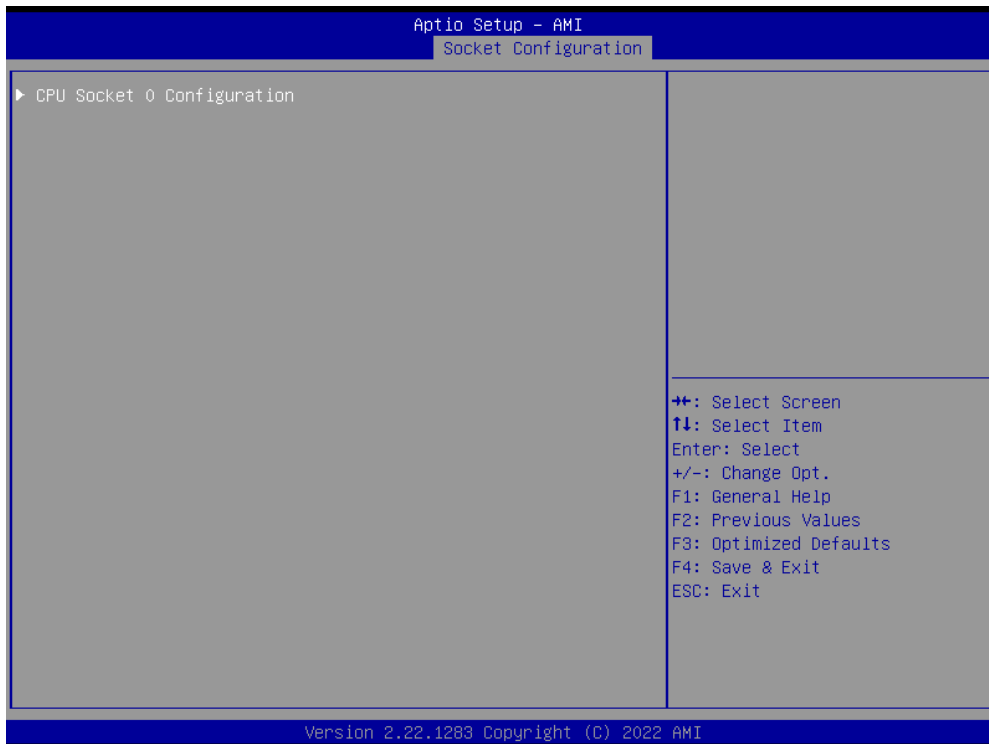 Aptio Setup – AMI
Socket Configuration
▶ CPU Socket 0 Configuration
→←: Select Screen
↑↓: Select Item
Enter: Select
+/-: Change Opt.
F1: General Help
F2: Previous Values
F3: Optimized Defaults
F4: Save & Exit
ESC: Exit
Version 2.22.1283 Copyright (C) 2022 AMI